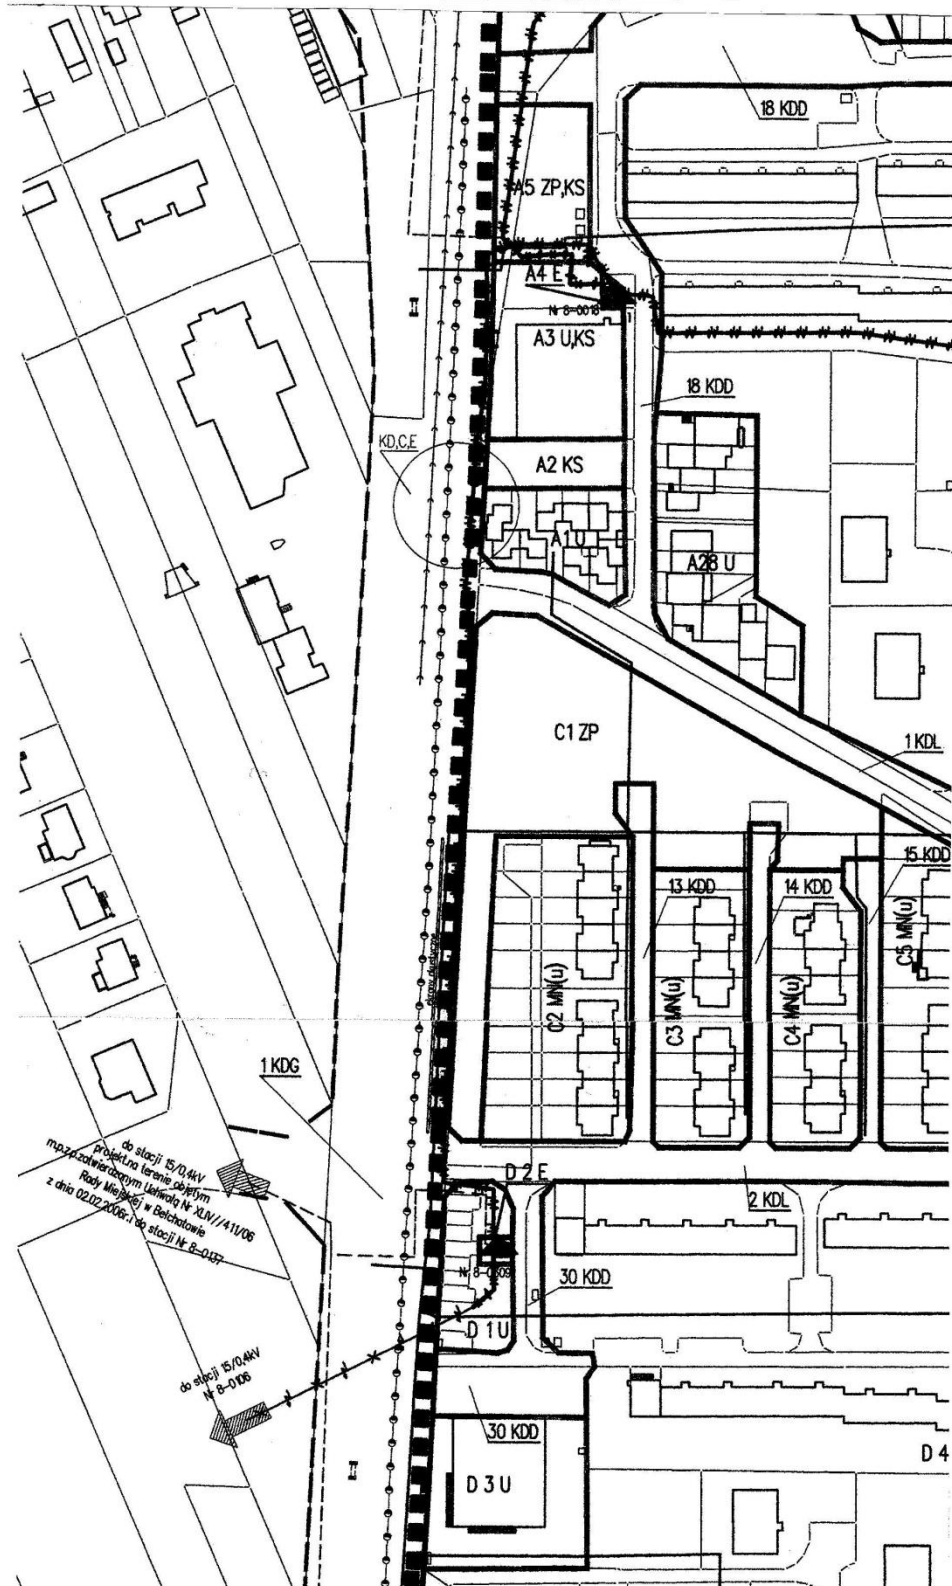 18 KDD
A5 ZP,KS
A4 E
Nr 8-0018
A3 U,KS
II
18 KDD
KD,C,E
A2 KS
A1 U
A28 U
C1 ZP
1 KDL
13 KDD
14 KDD
15 KDD
C2 MN(u)
C3 MN(u)
C4 MN(u)
C5 MN(u)
1 KDG
do stacji 15/0,4kV
projekt.na terenie objętym
m.p.z.p.zatwierdzonym Uchwałą Nr XLIV//411/06
Rady Miejskiej w Bełchatowie
z dnia 02.02.2006r.i do stacji Nr 8-0137
D 2 E
2 KDL
30 KDD
D 1 U
do stacji 15/0,4kV
Nr 8-0106
30 KDD
D 3 U
D 4
II